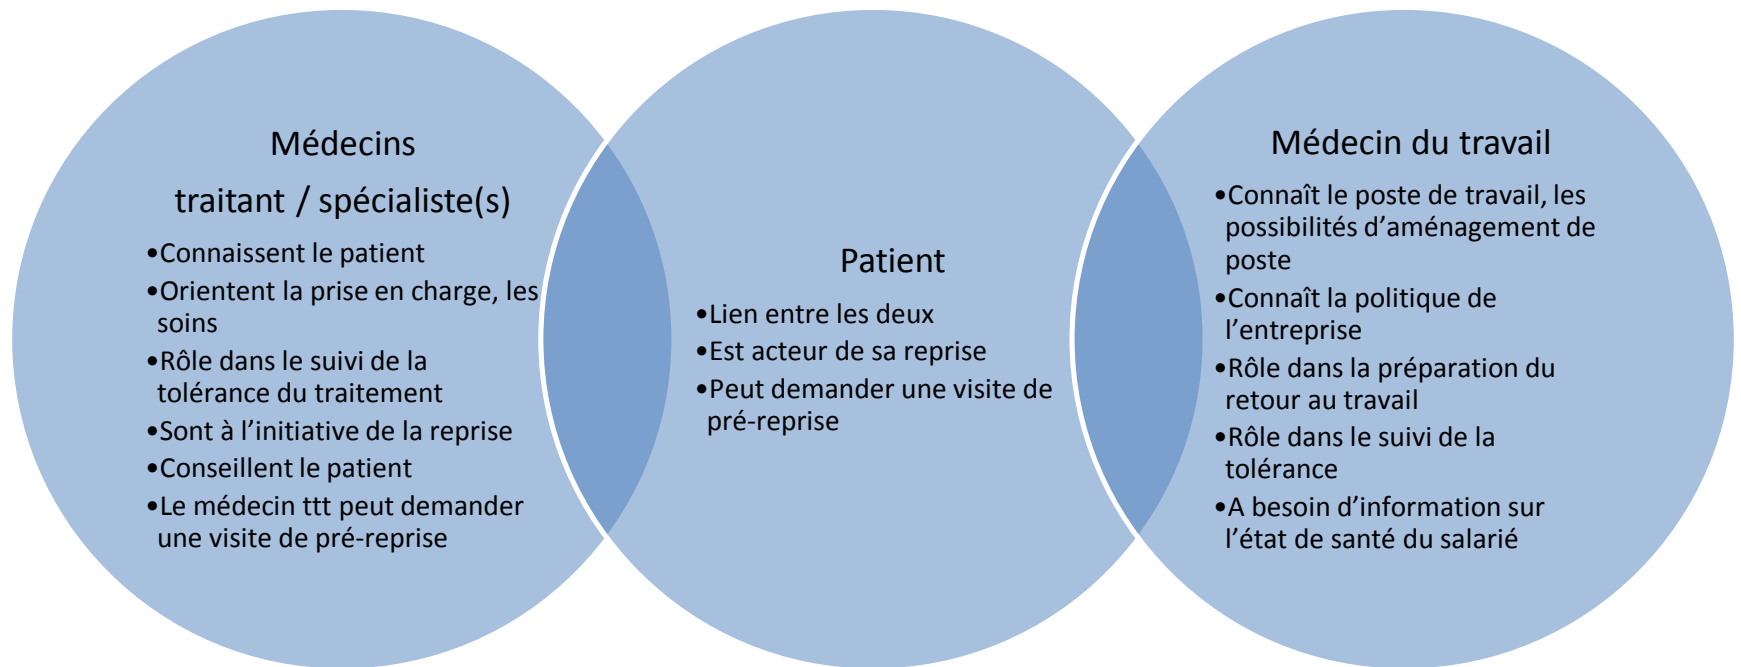 Médecins
traitant / spécialiste(s)
•Connaissent le patient
•Orientent la prise en charge, les
soins
•Rôle dans le suivi de la
tolérance du traitement
•Sont à l’initiative de la reprise
•Conseillent le patient
•Le médecin ttt peut demander
une visite de pré-reprise
Patient
•Lien entre les deux
•Est acteur de sa reprise
•Peut demander une visite de
pré-reprise
Médecin du travail
•Connaît le poste de travail, les
possibilités d’aménagement de
poste
•Connaît la politique de
l’entreprise
•Rôle dans la préparation du
retour au travail
•Rôle dans le suivi de la
tolérance
•A besoin d’information sur
l’état de santé du salarié